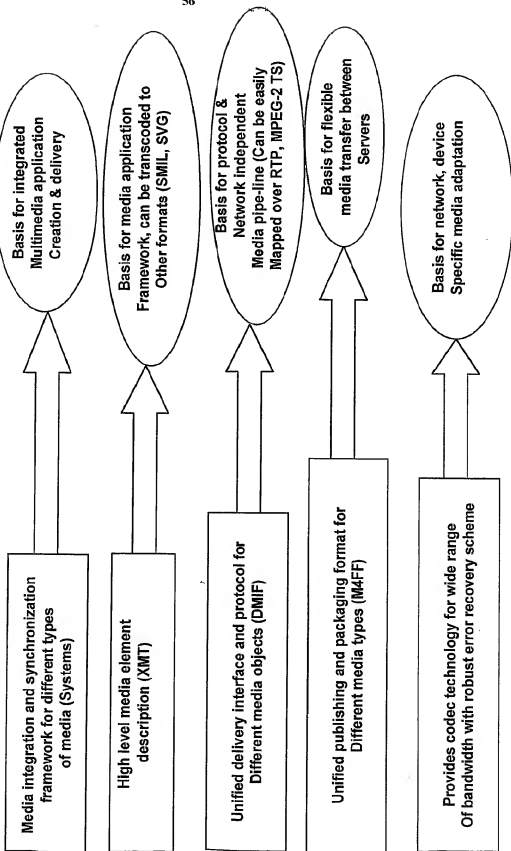 56
Media integration and synchronization
framework for different types
of media (Systems)
Basis for integrated
Multimedia application
Creation & delivery
High level media element
description (XMT)
Basis for media application
Framework, can be transcoded to
Other formats (SMIL, SVG)
Unified delivery interface and protocol for
Different media objects (DMIF)
Basis for protocol &
Network independent
Media pipe-line (Can be easily
Mapped over RTP, MPEG-2 TS)
Unified publishing and packaging format for
Different media types (M4FF)
Basis for flexible
media transfer between
Servers
Provides codec technology for wide range
Of bandwidth with robust error recovery scheme
Basis for network, device
Specific media adaptation